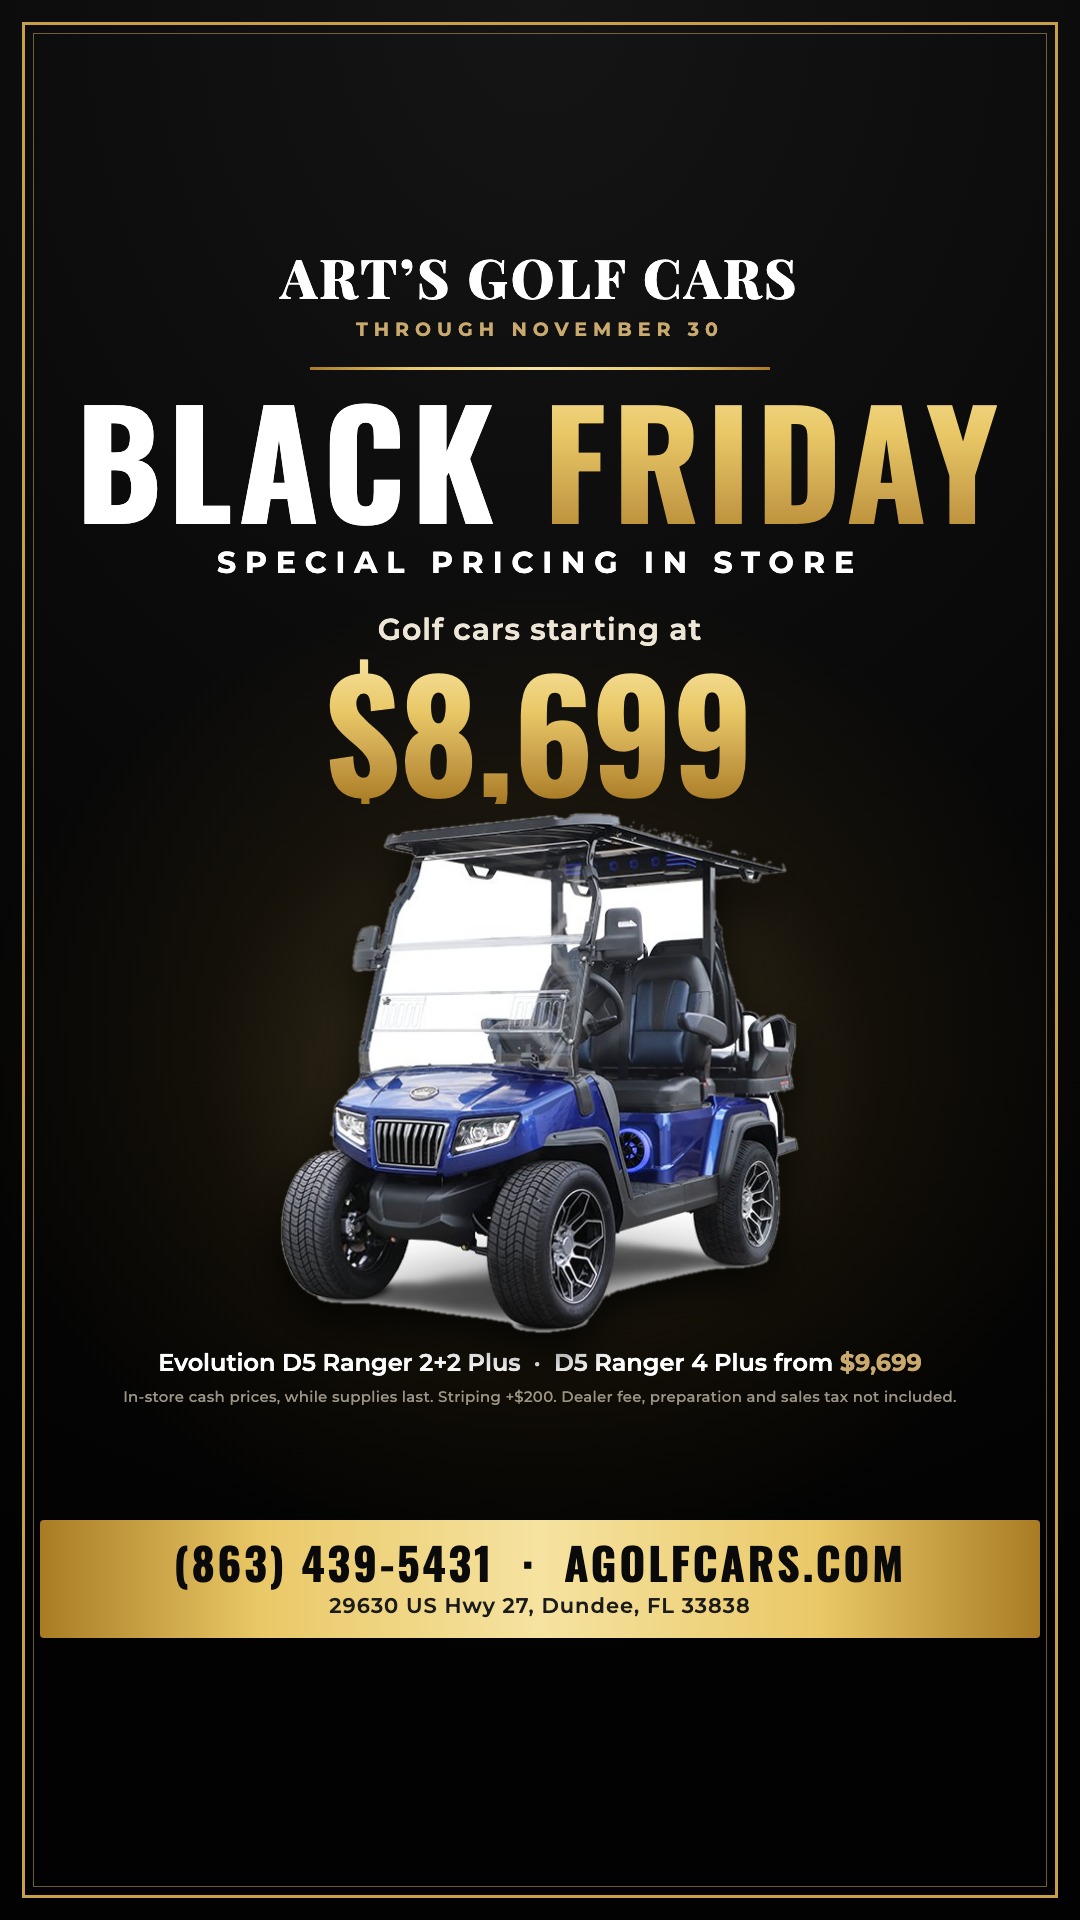 ART’S GOLF CARS
THROUGH NOVEMBER 30
BLACK FRIDAY
SPECIAL PRICING IN STORE
Golf cars starting at
$8,699
Evolution D5 Ranger 2+2 Plus · D5 Ranger 4 Plus from $9,699
In-store cash prices, while supplies last. Striping +$200. Dealer fee, preparation and sales tax not included.
(863) 439-5431 · AGOLFCARS.COM
29630 US Hwy 27, Dundee, FL 33838